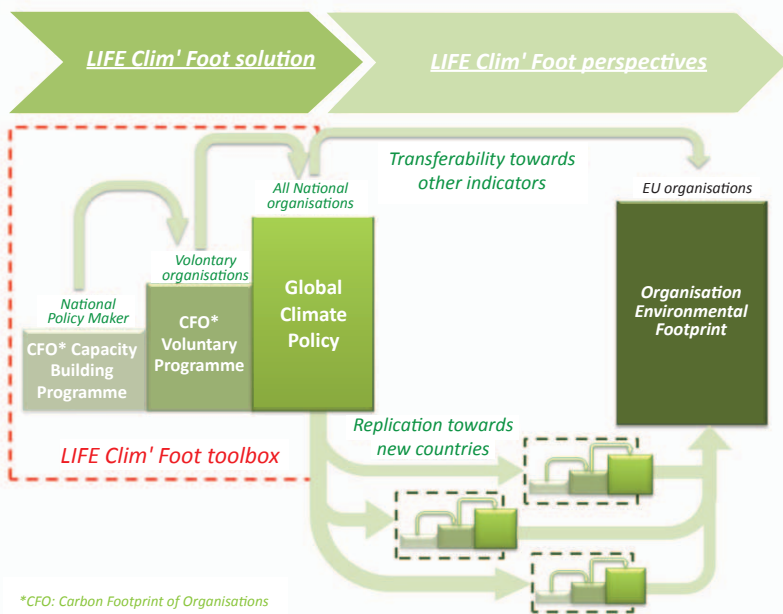 LIFE Clim' Foot solution
LIFE Clim' Foot perspectives
Transferability towards
other indicators
All National
organisations
EU organisations
Volontary
organisations
National
Policy Maker
Global
Climate
Policy
Organisation
Environmental
Footprint
CFO*
Voluntary
Programme
CFO* Capacity
Building
Programme
Replication towards
new countries
LIFE Clim' Foot toolbox
*CFO: Carbon Footprint of Organisations